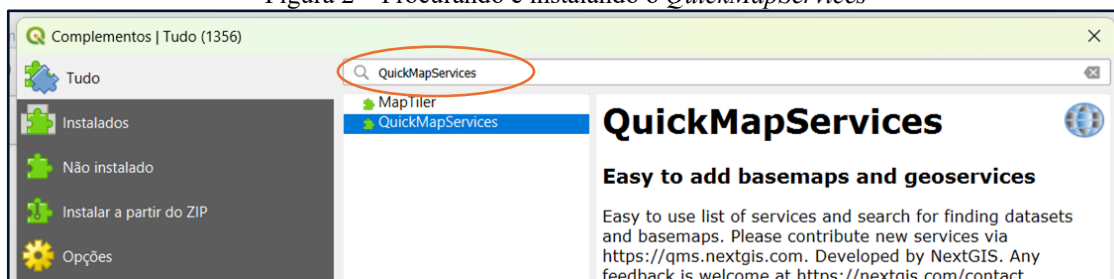 Figura 2 – Procurando e instalando o QuickMapServices
Complementos | Tudo (1356)
Tudo
Instalados
Não instalado
Instalar a partir do ZIP
Opções
QuickMapServices
MapTiler
QuickMapServices
QuickMapServices
Easy to add basemaps and geoservices
Easy to use list of services and search for finding datasets
and basemaps. Please contribute new services via
https://qms.nextgis.com. Developed by NextGIS. Any
feedback is welcome at https://nextgis.com/contact